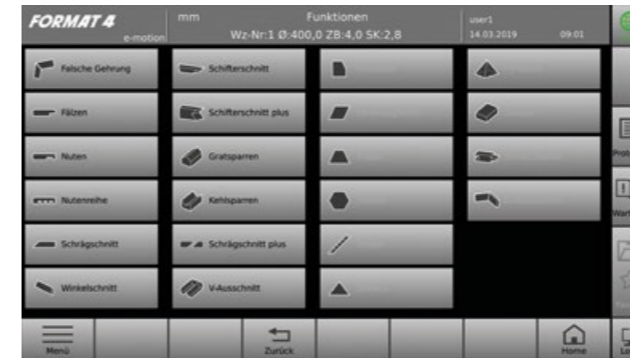 FORMAT 4
e-motion
mm
Funktionen
Wz-Nr:1 Ø:400,0 ZB:4,0 SK:2,8
user1
14.03.2019 09:01
Falsche Gehrung
Schifterschnitt
Fälzen
Schifterschnitt plus
Nuten
Gratsparren
Nutenreihe
Kehlsparren
Schrägschnitt
Schrägschnitt plus
Winkelschnitt
V-Ausschnitt
Menü
Zurück
Home